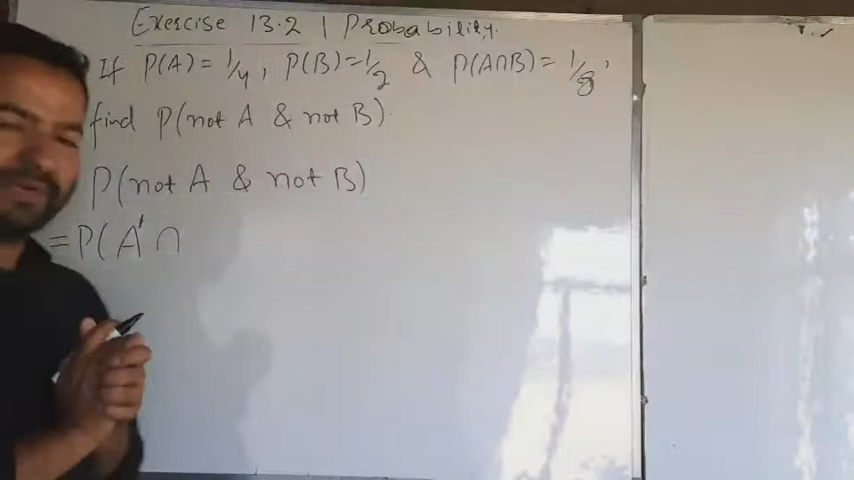 Exercise 13.2 | Probability.
If P(A) = 1/4, P(B) = 1/2 & P(A∩B) = 1/8,
find P(not A & not B).
P(not A & not B)
= P(A' ∩